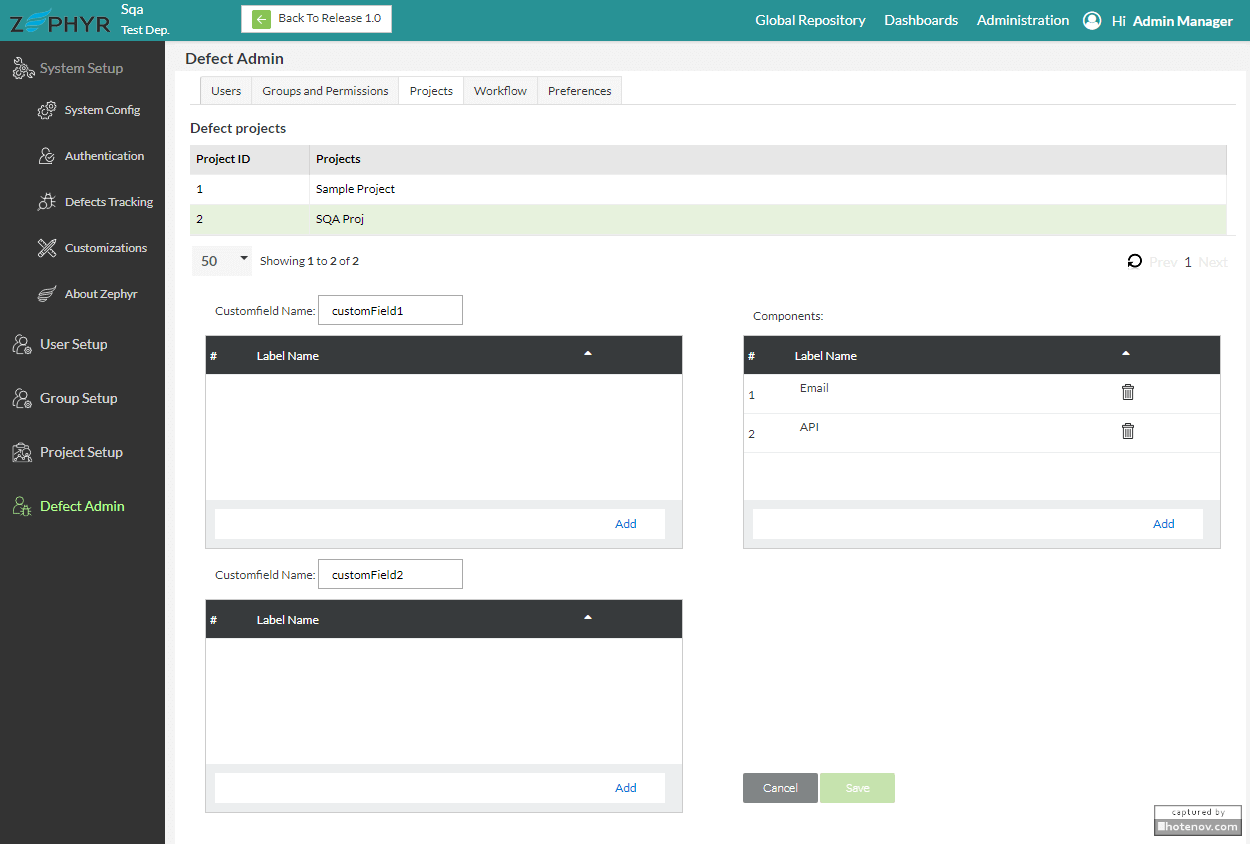 ZEPHYR
Sqa
Test Dep.
Back To Release 1.0
Global Repository
Dashboards
Administration
Hi Admin Manager
System Setup
System Config
Authentication
Defects Tracking
Customizations
About Zephyr
User Setup
Group Setup
Project Setup
Defect Admin
Defect Admin
Users
Groups and Permissions
Projects
Workflow
Preferences
Defect projects
Project ID
Projects
1
Sample Project
2
SQA Proj
50
Showing 1 to 2 of 2
Prev 1 Next
Customfield Name: customField1
# Label Name
Add
Components:
# Label Name
1 Email
2 API
Add
Customfield Name: customField2
# Label Name
Add
Cancel
Save
captured by
hotenov.com